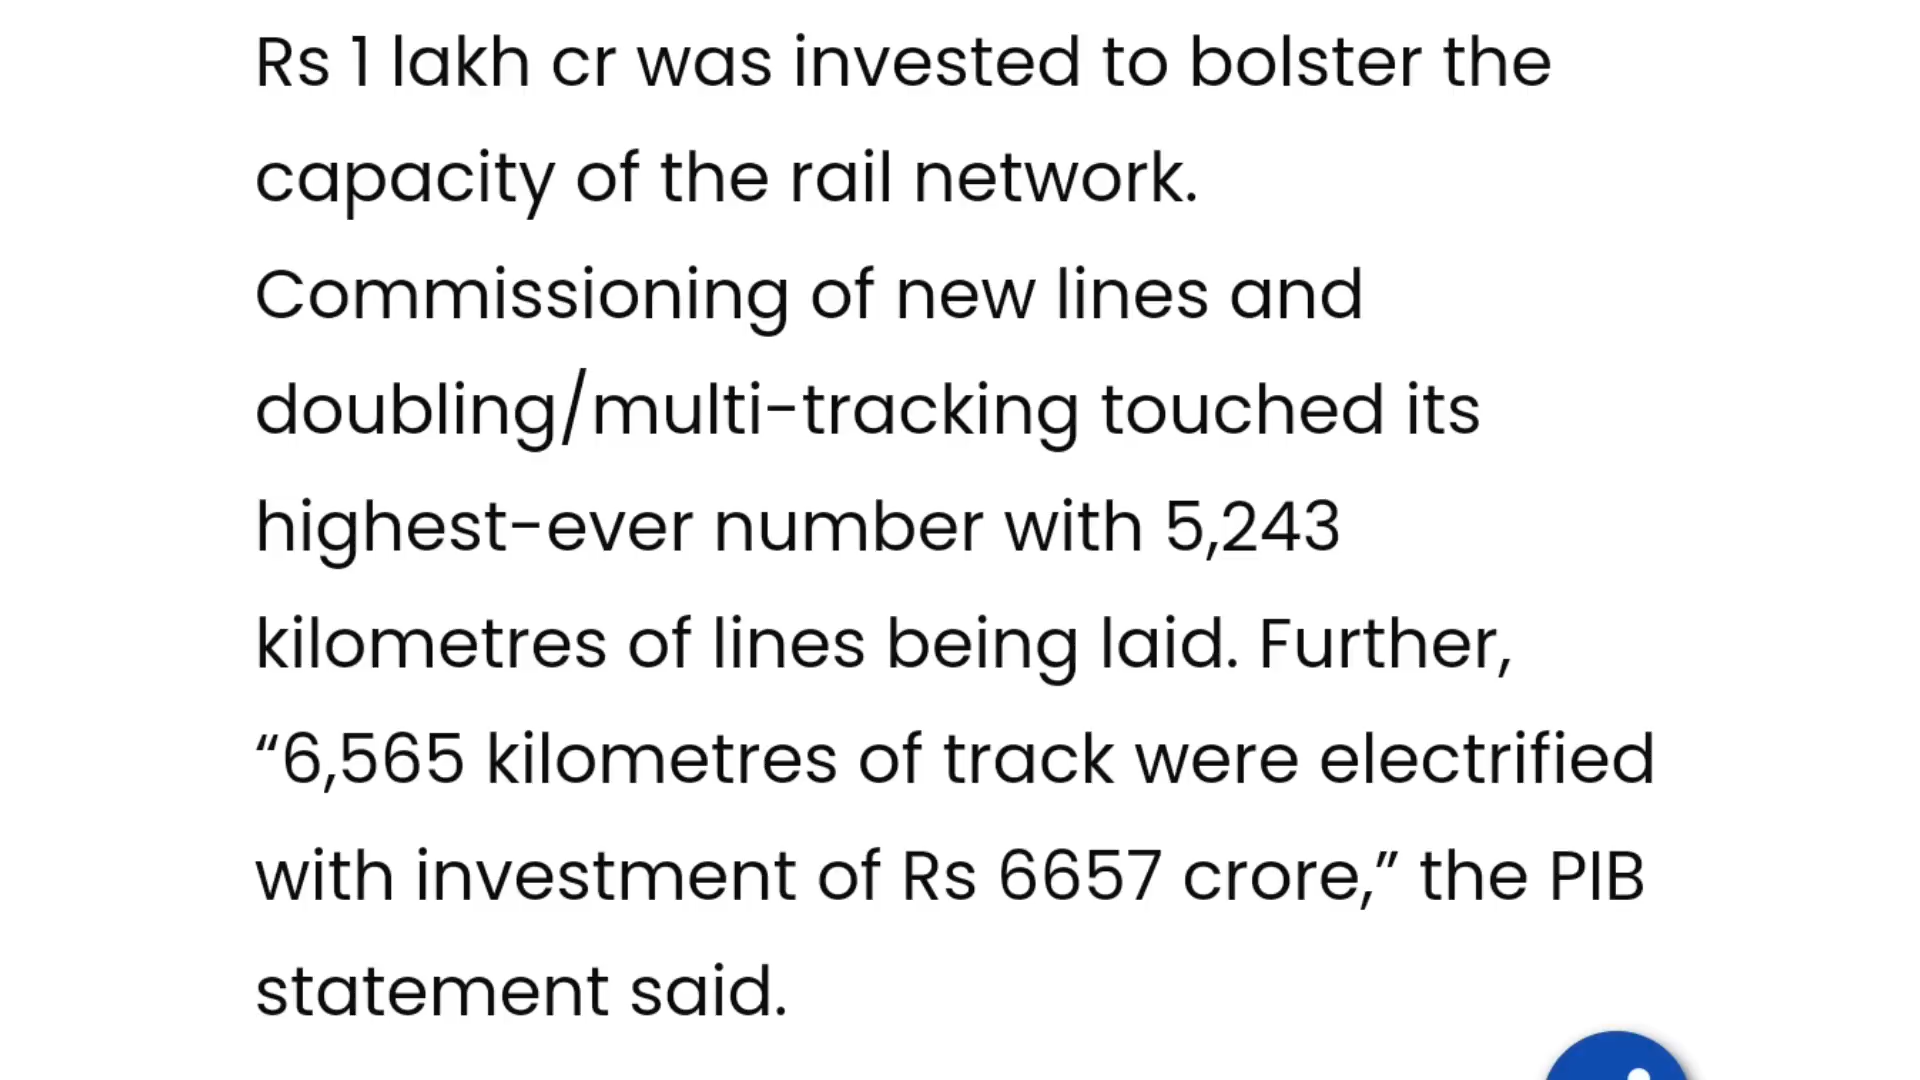 Rs 1 lakh cr was invested to bolster the
capacity of the rail network.
Commissioning of new lines and
doubling/multi-tracking touched its
highest-ever number with 5,243
kilometres of lines being laid. Further,
“6,565 kilometres of track were electrified
with investment of Rs 6657 crore,” the PIB
statement said.